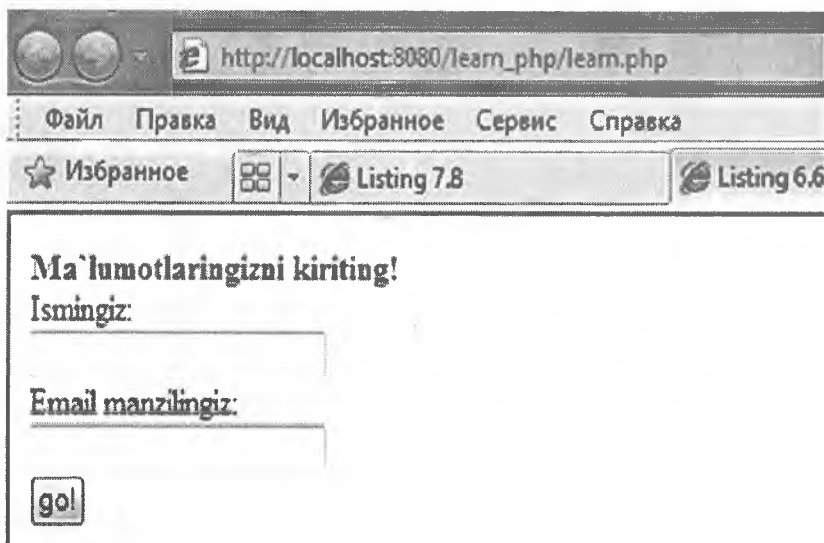 http://localhost:8080/learn_php/learn.php
Файл Правка Вид Избранное Сервис Справка
Избранное Listing 7.8 Listing 6.6
Ma`lumotlaringizni kiriting!
Ismingiz:
Email manzilingiz:
go!